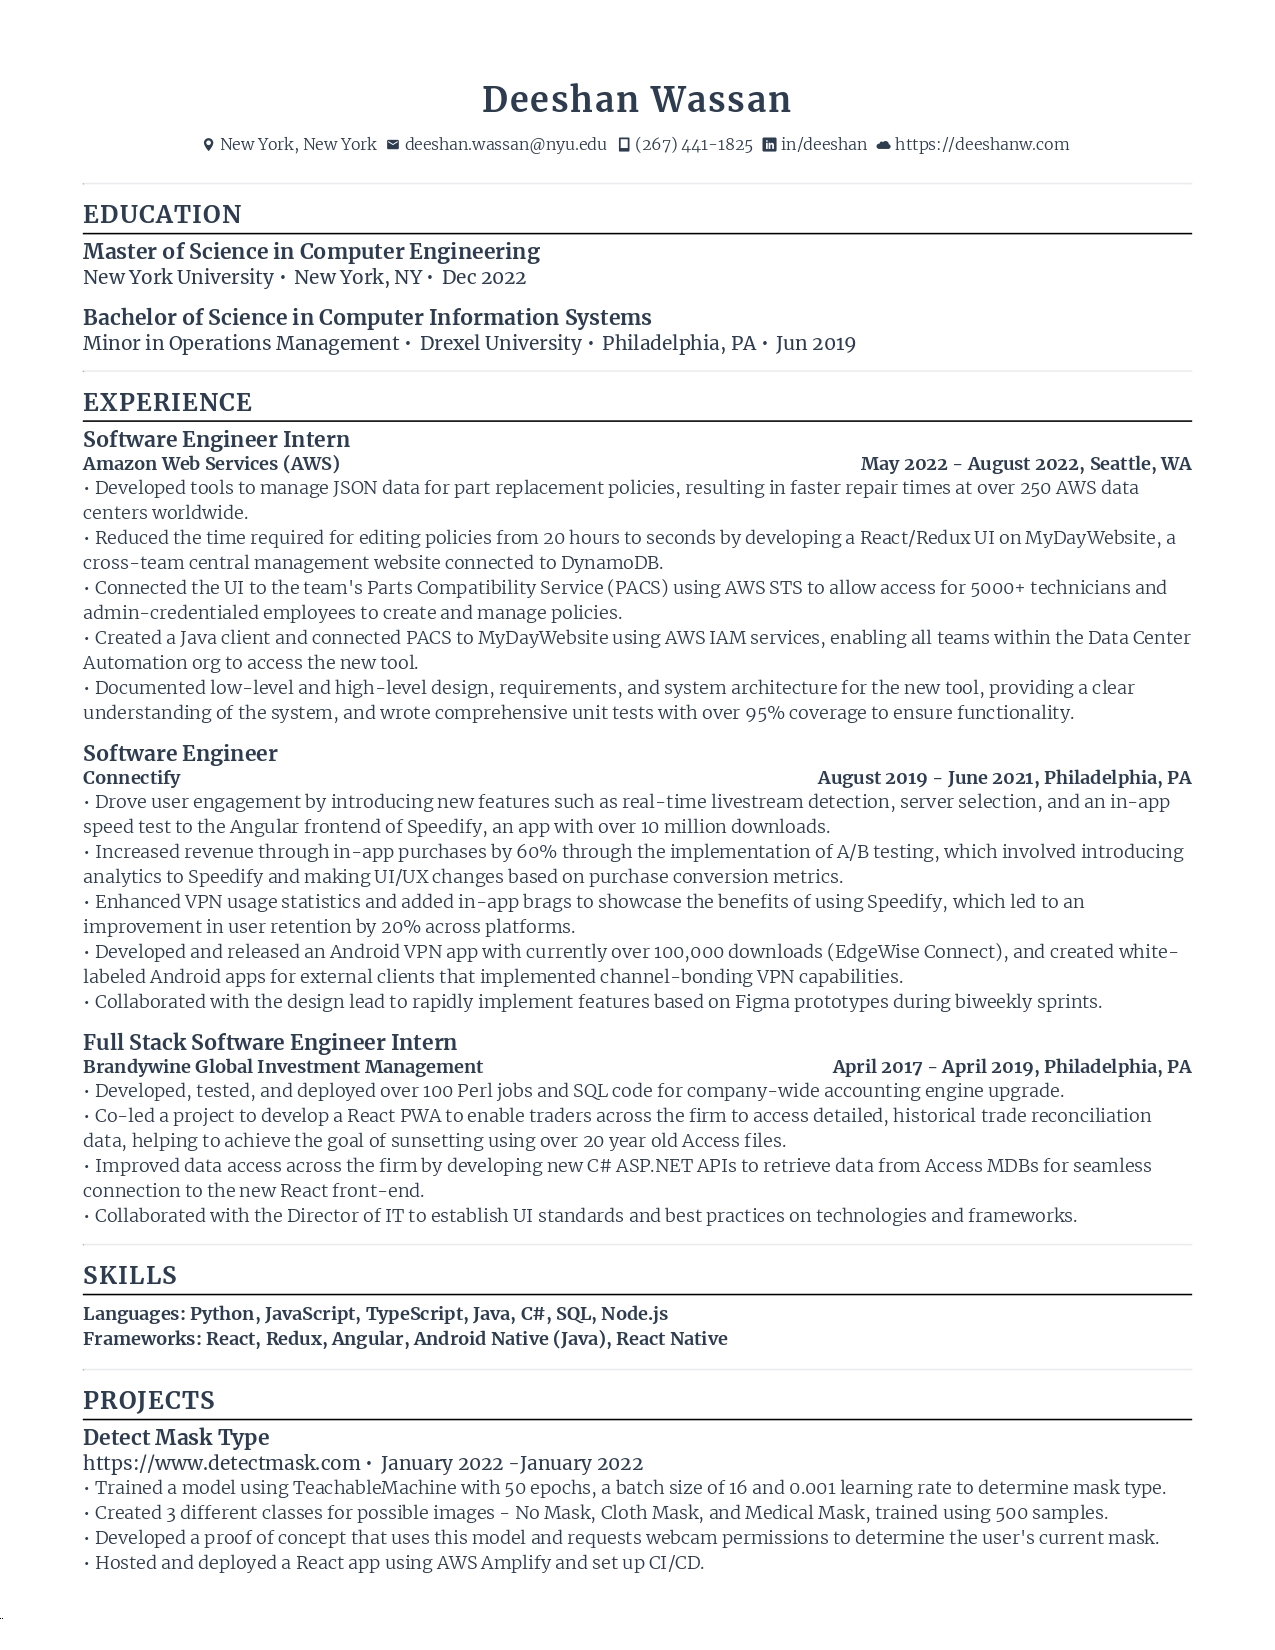 Deeshan Wassan
New York, New York deeshan.wassan@nyu.edu (267) 441-1825 in/deeshan https://deeshanw.com
EDUCATION
Master of Science in Computer Engineering
New York University • New York, NY • Dec 2022
Bachelor of Science in Computer Information Systems
Minor in Operations Management • Drexel University • Philadelphia, PA • Jun 2019
EXPERIENCE
Software Engineer Intern
Amazon Web Services (AWS) May 2022 - August 2022, Seattle, WA
• Developed tools to manage JSON data for part replacement policies, resulting in faster repair times at over 250 AWS data
centers worldwide.
• Reduced the time required for editing policies from 20 hours to seconds by developing a React/Redux UI on MyDayWebsite, a
cross-team central management website connected to DynamoDB.
• Connected the UI to the team's Parts Compatibility Service (PACS) using AWS STS to allow access for 5000+ technicians and
admin-credentialed employees to create and manage policies.
• Created a Java client and connected PACS to MyDayWebsite using AWS IAM services, enabling all teams within the Data Center
Automation org to access the new tool.
• Documented low-level and high-level design, requirements, and system architecture for the new tool, providing a clear
understanding of the system, and wrote comprehensive unit tests with over 95% coverage to ensure functionality.
Software Engineer
Connectify August 2019 - June 2021, Philadelphia, PA
• Drove user engagement by introducing new features such as real-time livestream detection, server selection, and an in-app
speed test to the Angular frontend of Speedify, an app with over 10 million downloads.
• Increased revenue through in-app purchases by 60% through the implementation of A/B testing, which involved introducing
analytics to Speedify and making UI/UX changes based on purchase conversion metrics.
• Enhanced VPN usage statistics and added in-app brags to showcase the benefits of using Speedify, which led to an
improvement in user retention by 20% across platforms.
• Developed and released an Android VPN app with currently over 100,000 downloads (EdgeWise Connect), and created white-
labeled Android apps for external clients that implemented channel-bonding VPN capabilities.
• Collaborated with the design lead to rapidly implement features based on Figma prototypes during biweekly sprints.
Full Stack Software Engineer Intern
Brandywine Global Investment Management April 2017 - April 2019, Philadelphia, PA
• Developed, tested, and deployed over 100 Perl jobs and SQL code for company-wide accounting engine upgrade.
• Co-led a project to develop a React PWA to enable traders across the firm to access detailed, historical trade reconciliation
data, helping to achieve the goal of sunsetting using over 20 year old Access files.
• Improved data access across the firm by developing new C# ASP.NET APIs to retrieve data from Access MDBs for seamless
connection to the new React front-end.
• Collaborated with the Director of IT to establish UI standards and best practices on technologies and frameworks.
SKILLS
Languages: Python, JavaScript, TypeScript, Java, C#, SQL, Node.js
Frameworks: React, Redux, Angular, Android Native (Java), React Native
PROJECTS
Detect Mask Type
https://www.detectmask.com • January 2022 -January 2022
• Trained a model using TeachableMachine with 50 epochs, a batch size of 16 and 0.001 learning rate to determine mask type.
• Created 3 different classes for possible images - No Mask, Cloth Mask, and Medical Mask, trained using 500 samples.
• Developed a proof of concept that uses this model and requests webcam permissions to determine the user's current mask.
• Hosted and deployed a React app using AWS Amplify and set up CI/CD.